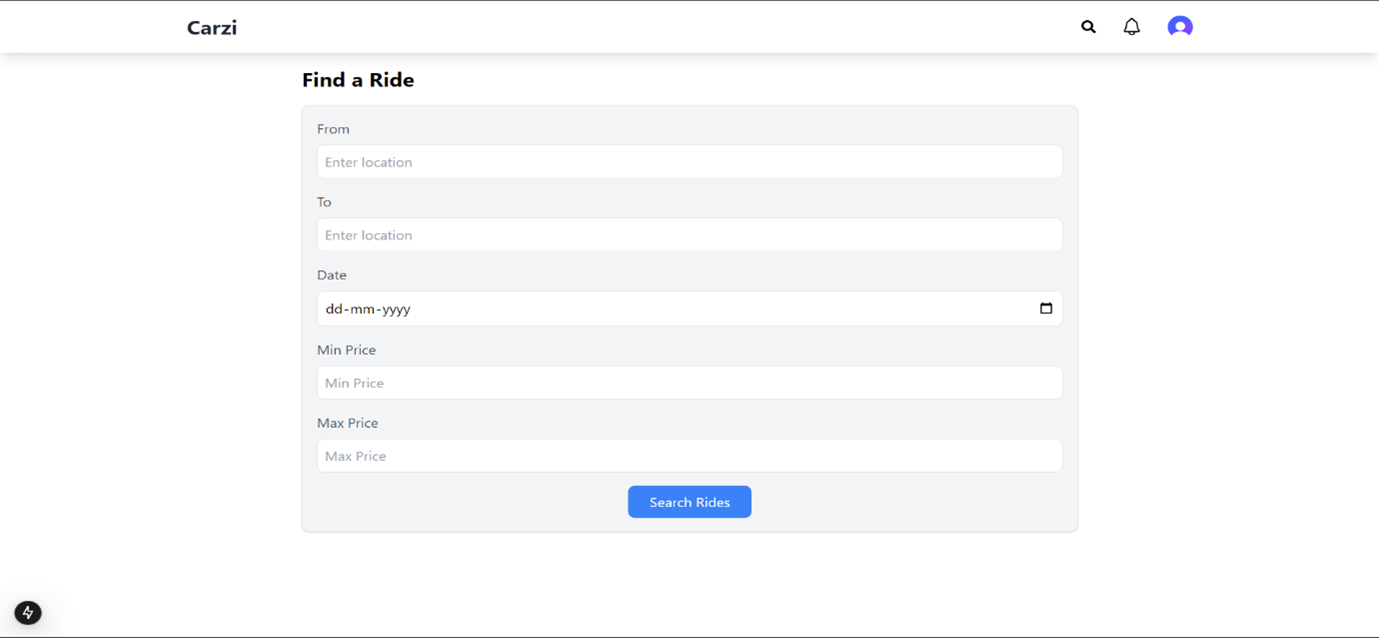 Carzi
Find a Ride
From
Enter location
To
Enter location
Date
dd-mm-yyyy
Min Price
Min Price
Max Price
Max Price
Search Rides